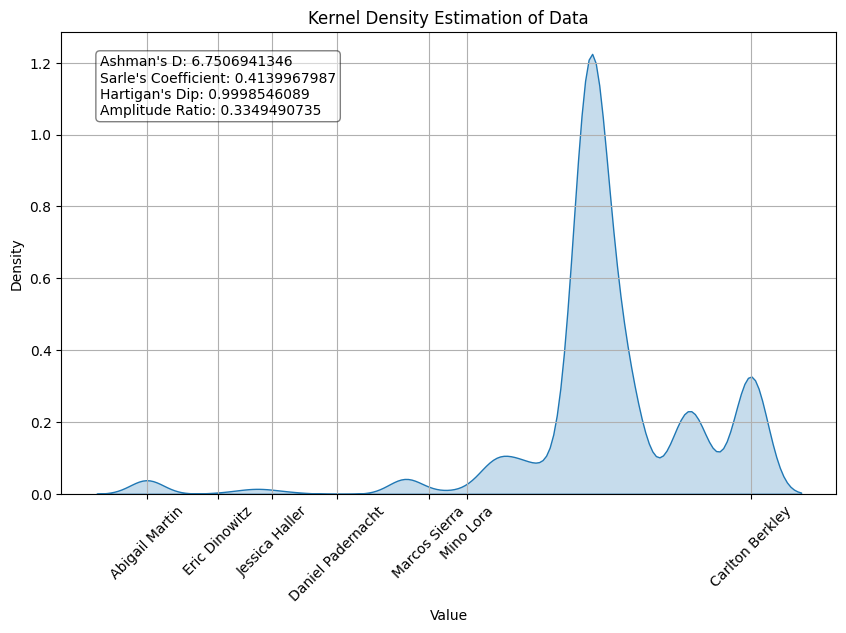 Kernel Density Estimation of Data
Ashman's D: 6.7506941346
Sarle's Coefficient: 0.4139967987
Hartigan's Dip: 0.9998546089
Amplitude Ratio: 0.3349490735
Density
1.2
1.0
0.8
0.6
0.4
0.2
0.0
Abigail Martin
Eric Dinowitz
Jessica Haller
Daniel Padernacht
Marcos Sierra
Mino Lora
Carlton Berkley
Value